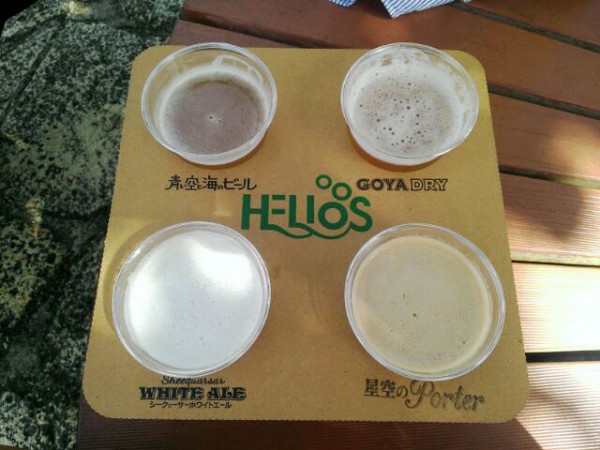 青い空と海のビール
GOYA DRY
HELIOS
Sheequarsar
WHITE ALE
シークヮーサーホワイトエール
星空のPorter